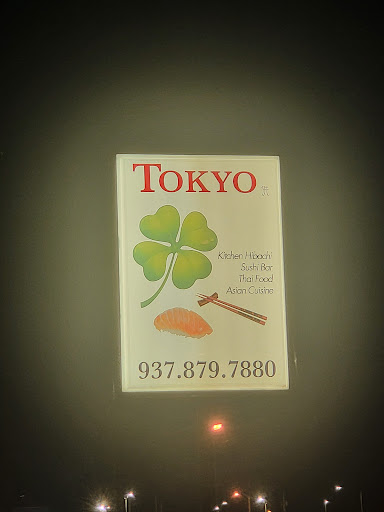 TOKYO
Kitchen Hibachi
Sushi Bar
Thai Food
Asian Cuisine
937.879.7880